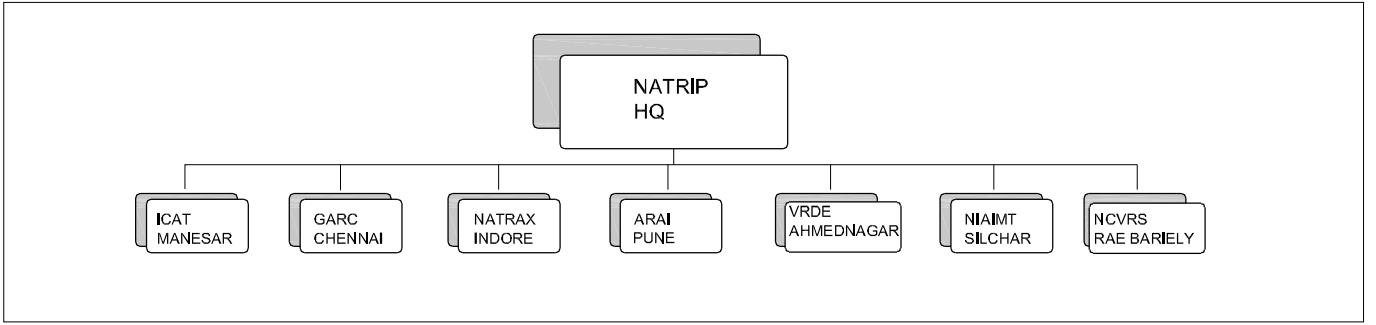 NATRIP
HQ
ICAT
MANESAR
GARC
CHENNAI
NATRAX
INDORE
ARAI
PUNE
VRDE
AHMEDNAGAR
NIAIMT
SILCHAR
NCVRS
RAE BARIELY